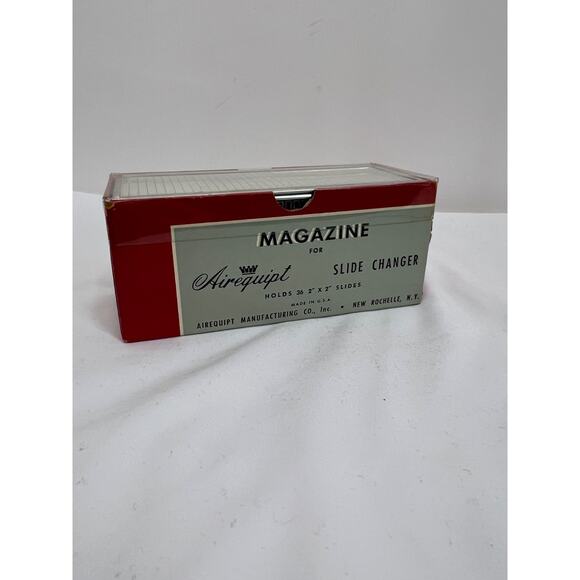 MAGAZINE
FOR
Airequipt SLIDE CHANGER
HOLDS 36 2" X 2" SLIDES
MADE IN U.S.A.
AIREQUIPT MANUFACTURING CO., Inc. • NEW ROCHELLE, N.Y.